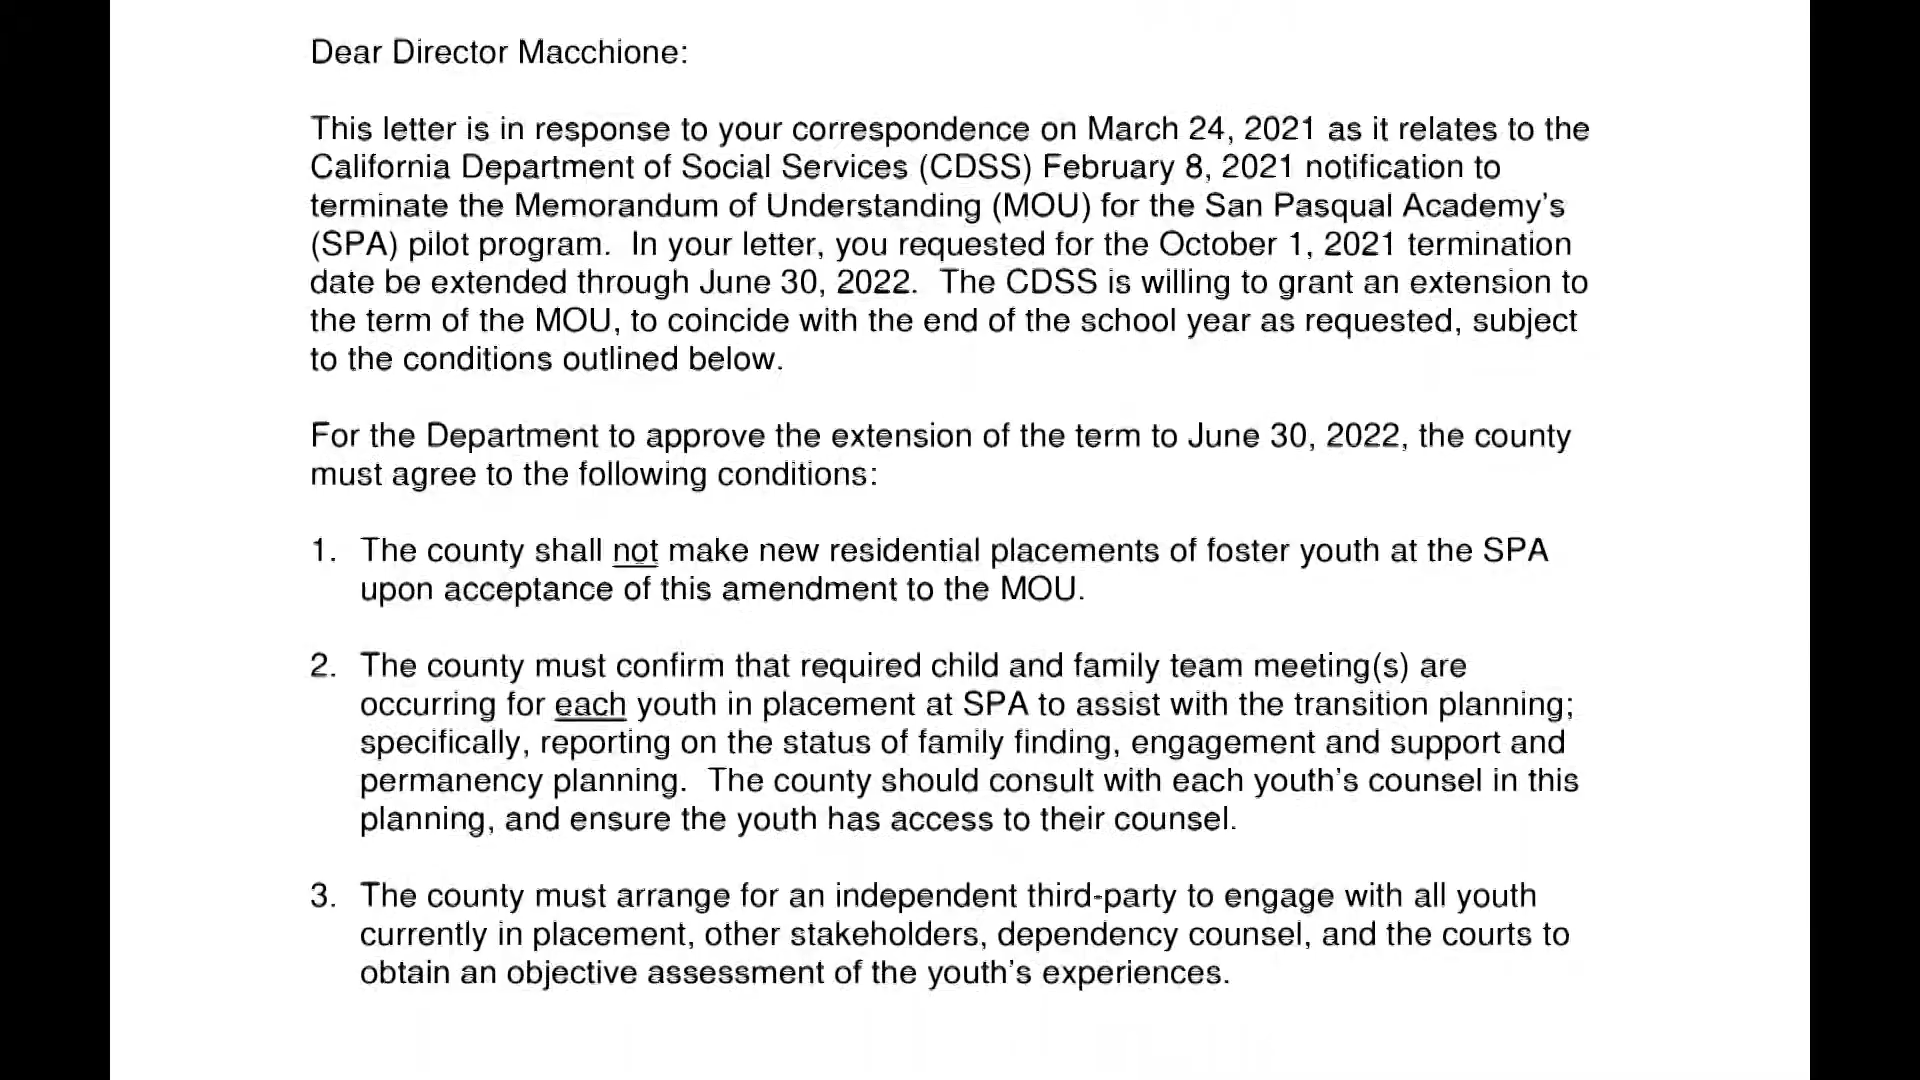 Dear Director Macchione:
This letter is in response to your correspondence on March 24, 2021 as it relates to the
California Department of Social Services (CDSS) February 8, 2021 notification to
terminate the Memorandum of Understanding (MOU) for the San Pasqual Academy's
(SPA) pilot program.  In your letter, you requested for the October 1, 2021 termination
date be extended through June 30, 2022.  The CDSS is willing to grant an extension to
the term of the MOU, to coincide with the end of the school year as requested, subject
to the conditions outlined below.
For the Department to approve the extension of the term to June 30, 2022, the county
must agree to the following conditions:
1. The county shall not make new residential placements of foster youth at the SPA
upon acceptance of this amendment to the MOU.
2. The county must confirm that required child and family team meeting(s) are
occurring for each youth in placement at SPA to assist with the transition planning;
specifically, reporting on the status of family finding, engagement and support and
permanency planning.  The county should consult with each youth's counsel in this
planning, and ensure the youth has access to their counsel.
3. The county must arrange for an independent third-party to engage with all youth
currently in placement, other stakeholders, dependency counsel, and the courts to
obtain an objective assessment of the youth's experiences.